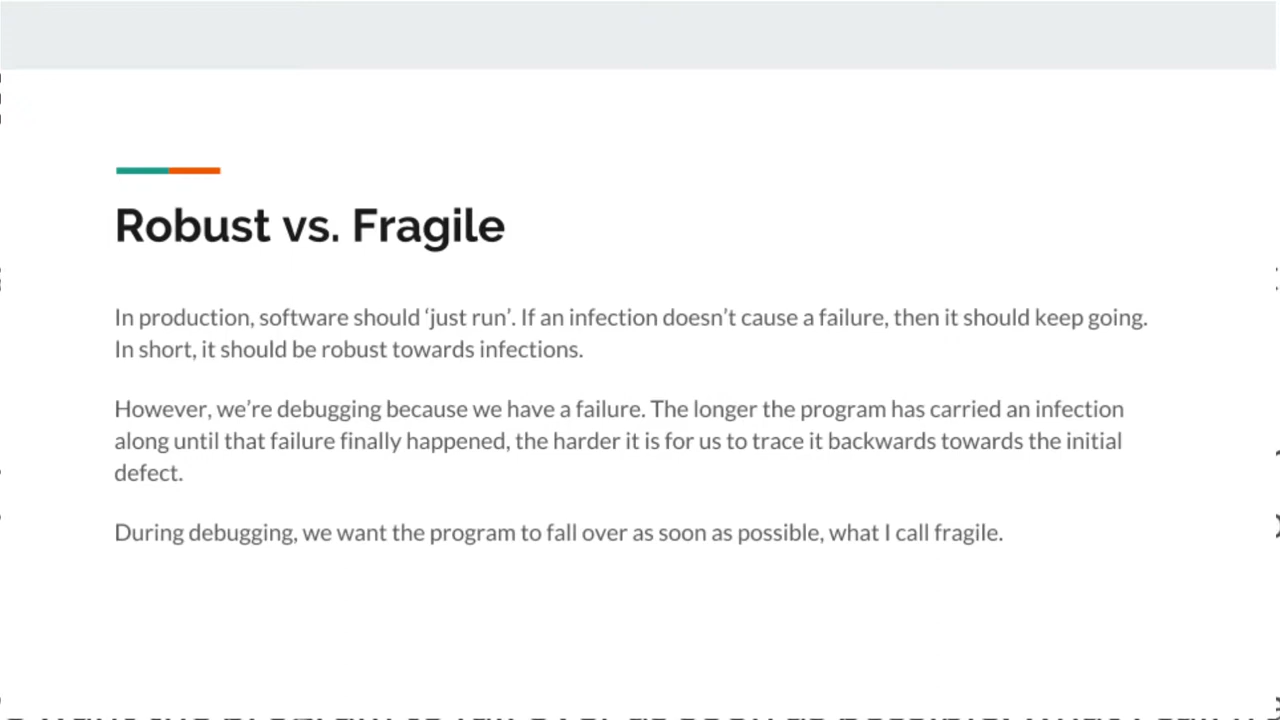 Robust vs. Fragile
In production, software should ‘just run’. If an infection doesn’t cause a failure, then it should keep going.
In short, it should be robust towards infections.
However, we’re debugging because we have a failure. The longer the program has carried an infection
along until that failure finally happened, the harder it is for us to trace it backwards towards the initial
defect.
During debugging, we want the program to fall over as soon as possible, what I call fragile.